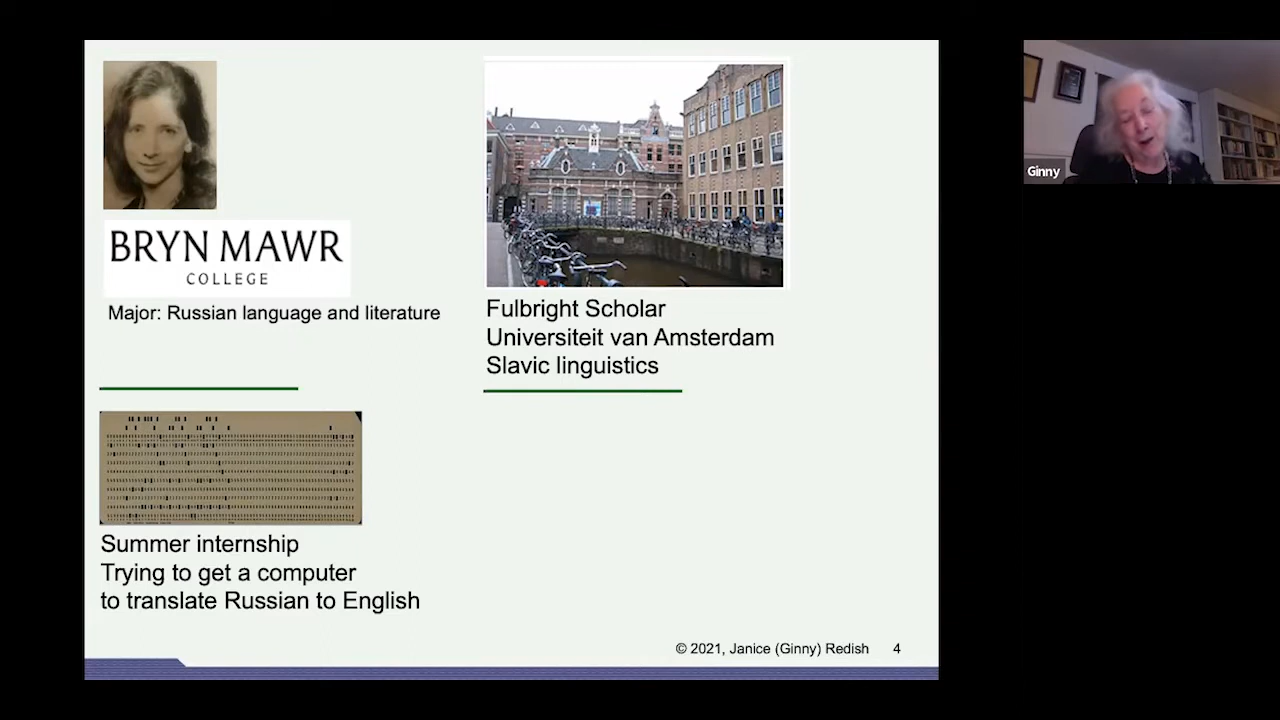 BRYN MAWR
COLLEGE
Major: Russian language and literature
Fulbright Scholar
Universiteit van Amsterdam
Slavic linguistics
Summer internship
Trying to get a computer
to translate Russian to English
© 2021, Janice (Ginny) Redish 4
Ginny